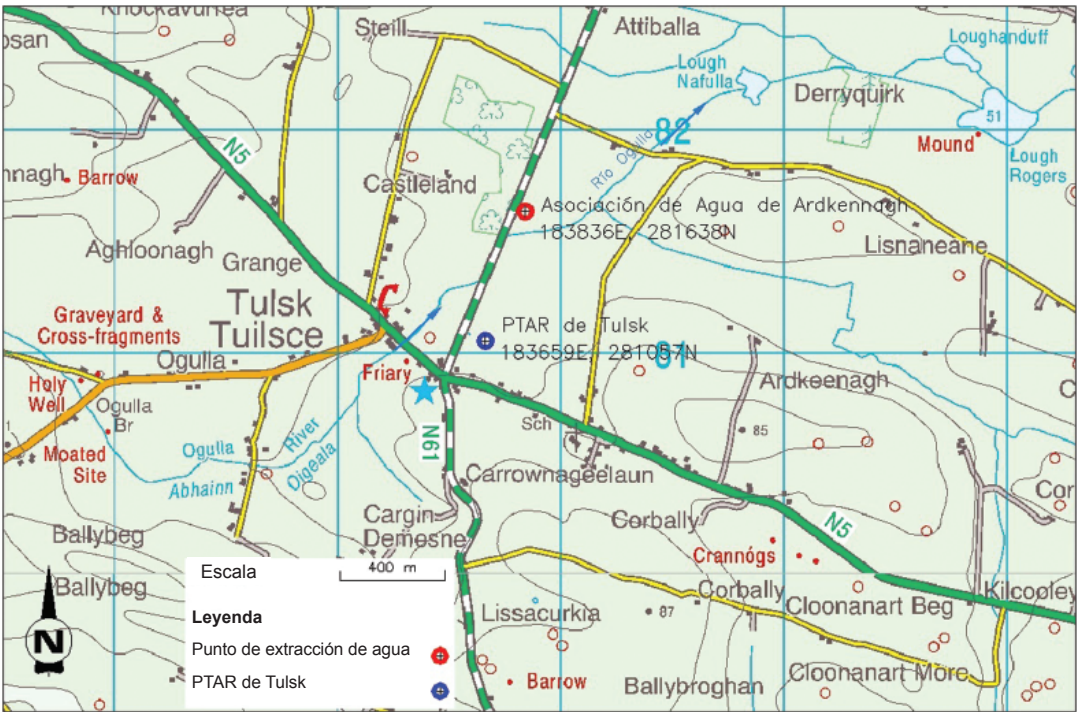 Knockavurrea
Steill
Attiballa
osan
Loughanduff
Lough
Nafulla
Derryquirk
N5
82
51
Mound
Río Ogulla
Lough
Rogers
nnagh
Barrow
Castleland
Asociación de Agua de Ardkennagh
183836E, 281638N
Aghloonagh
Grange
Lisnaneane
Graveyard &
Cross-fragments
Tulsk
Tuilsce
PTAR de Tulsk
183659E, 281057N
81
Ogulla
Friary
Holy
Well
Ogulla
Br
Ardkeenagh
1
Moated
Site
Ogulla
River
Abhainn
Oigeala
N61
Sch
85
Carrownageelaun
Cargin
Demesne
Corbally
N5
Cor
Crannógs
Ballybeg
Ballybeg
Corbally
Kilcooley
Cloonanart Beg
Lissacurkia
87
Cloonanart More
Barrow
Ballybroghan
C
N
Escala
400 m
Leyenda
Punto de extracción de agua
PTAR de Tulsk